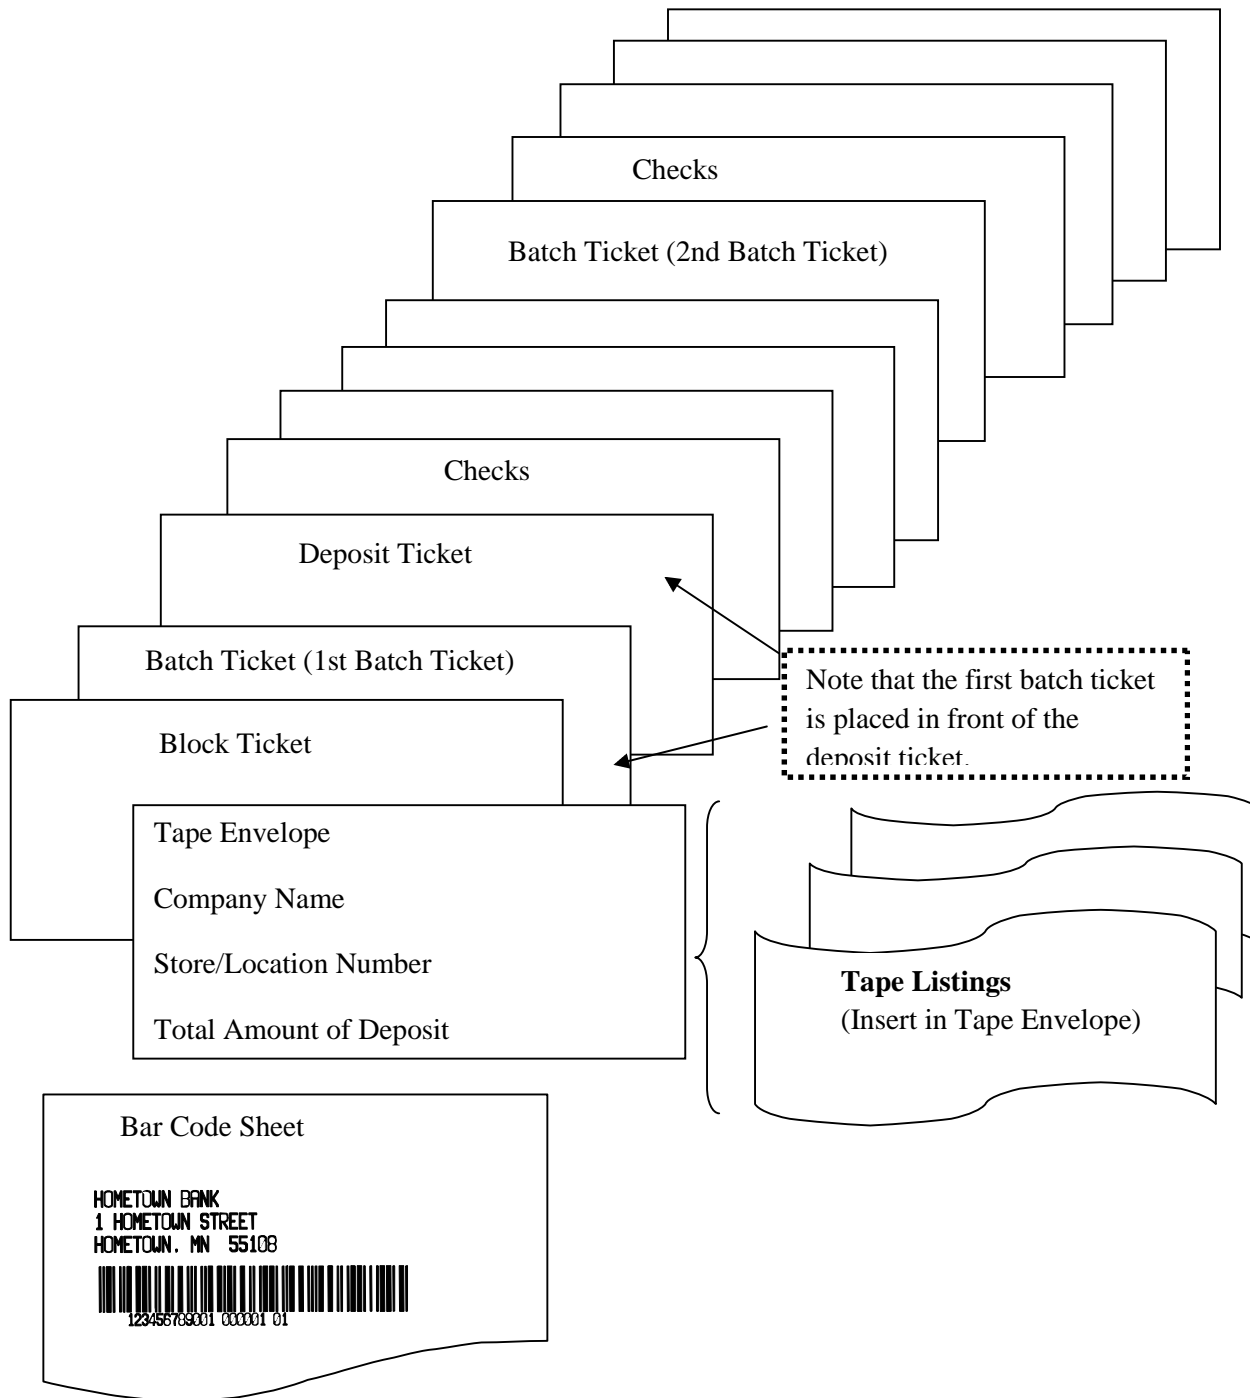 Checks
Batch Ticket (2nd Batch Ticket)
Checks
Deposit Ticket
Batch Ticket (1st Batch Ticket)
Note that the first batch ticket
is placed in front of the
deposit ticket.
Block Ticket
Tape Envelope
Company Name
Store/Location Number
Total Amount of Deposit
Tape Listings
(Insert in Tape Envelope)
Bar Code Sheet
HOMETOWN BANK
1 HOMETOWN STREET
HOMETOWN. MN 55108
123456789001 000001 01